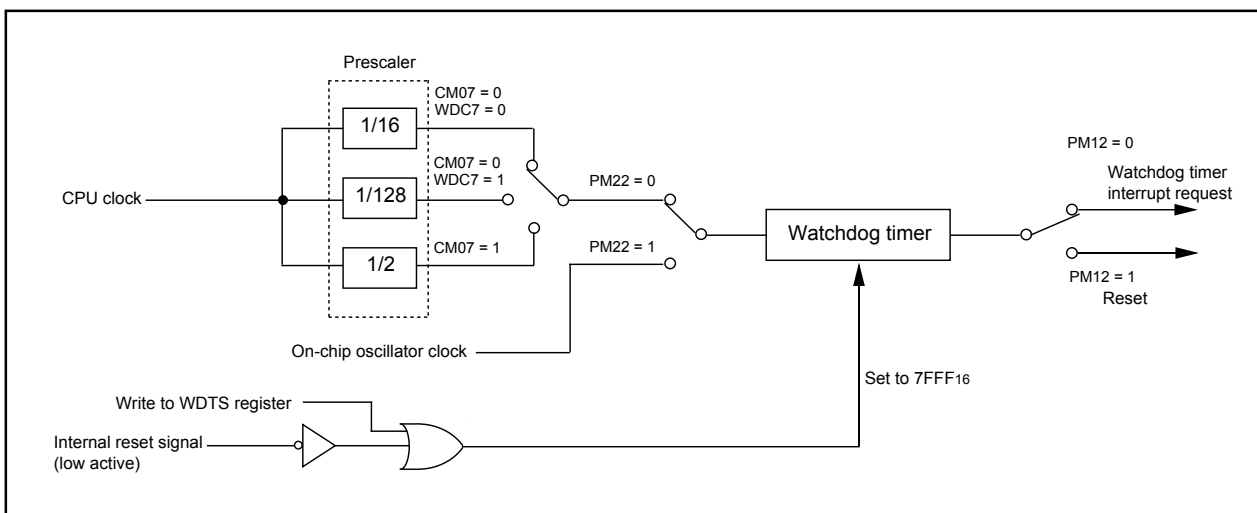 Prescaler
CM07 = 0
WDC7 = 0
1/16
CM07 = 0
WDC7 = 1
1/128
CM07 = 1
1/2
CPU clock
PM22 = 0
PM22 = 1
On-chip oscillator clock
Watchdog timer
PM12 = 0
Watchdog timer
interrupt request
PM12 = 1
Reset
Set to 7FFF16
Write to WDTS register
Internal reset signal
(low active)